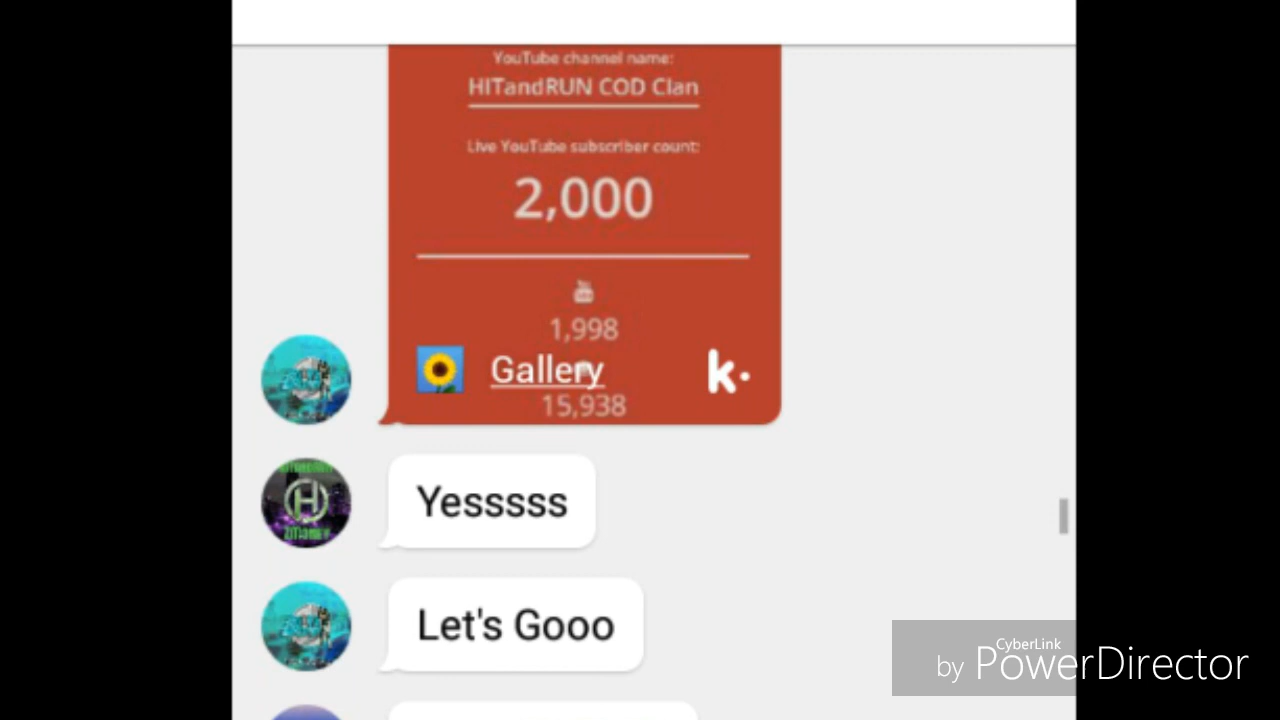 YouTube channel name:
HITandRUN COD Clan
Live YouTube subscriber count:
2,000
1,998
Gallery
k.
15,938
H
Yesssss
Let's Gooo
CyberLink
by PowerDirector